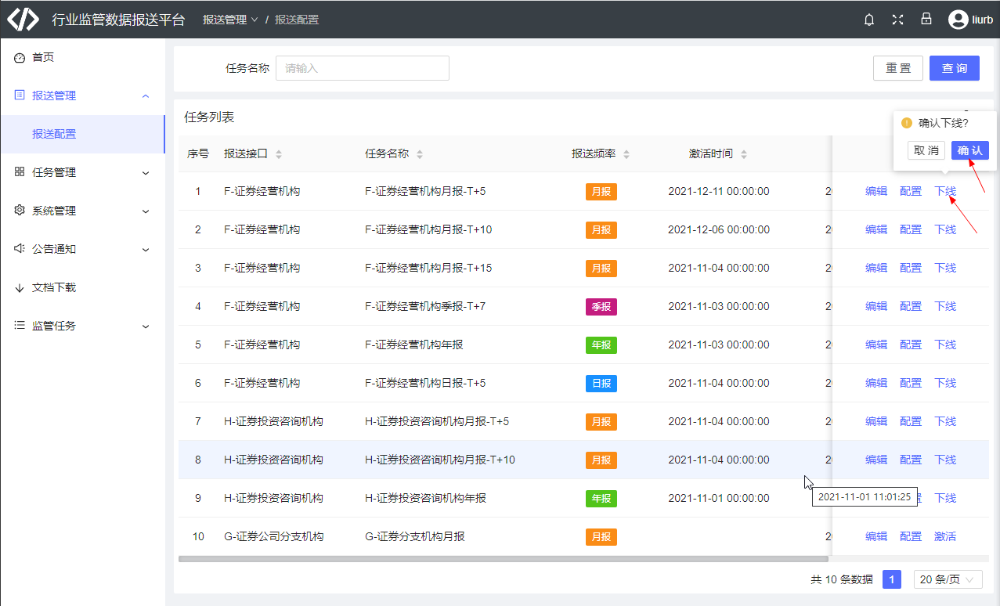 行业监管数据报送平台 报送管理 / 报送配置 liurb
首页
报送管理
报送配置
任务管理
系统管理
公告通知
文档下载
监管任务
任务名称 请输入 重 置 查 询
任务列表
确认下线?
取 消 确 认
序号 报送接口 任务名称 报送频率 激活时间
1 F-证券经营机构 F-证券经营机构月报-T+5 月报 2021-12-11 00:00:00 2 编辑 配置 下线
2 F-证券经营机构 F-证券经营机构月报-T+10 月报 2021-12-06 00:00:00 2 编辑 配置 下线
3 F-证券经营机构 F-证券经营机构月报-T+15 月报 2021-11-04 00:00:00 2 编辑 配置 下线
4 F-证券经营机构 F-证券经营机构季报-T+7 季报 2021-11-03 00:00:00 2 编辑 配置 下线
5 F-证券经营机构 F-证券经营机构年报 年报 2021-11-03 00:00:00 2 编辑 配置 下线
6 F-证券经营机构 F-证券经营机构日报-T+5 日报 2021-11-04 00:00:00 2 编辑 配置 下线
7 H-证券投资咨询机构 H-证券投资咨询机构月报-T+5 月报 2021-11-04 00:00:00 2 编辑 配置 下线
8 H-证券投资咨询机构 H-证券投资咨询机构月报-T+10 月报 2021-11-04 00:00:00 2 编辑 配置 下线
9 H-证券投资咨询机构 H-证券投资咨询机构年报 年报 2021-11-01 00:00:00 2021-11-01 11:01:25 下线
10 G-证券公司分支机构 G-证券分支机构月报 月报 2 编辑 配置 激活
共 10 条数据 1 20 条/页